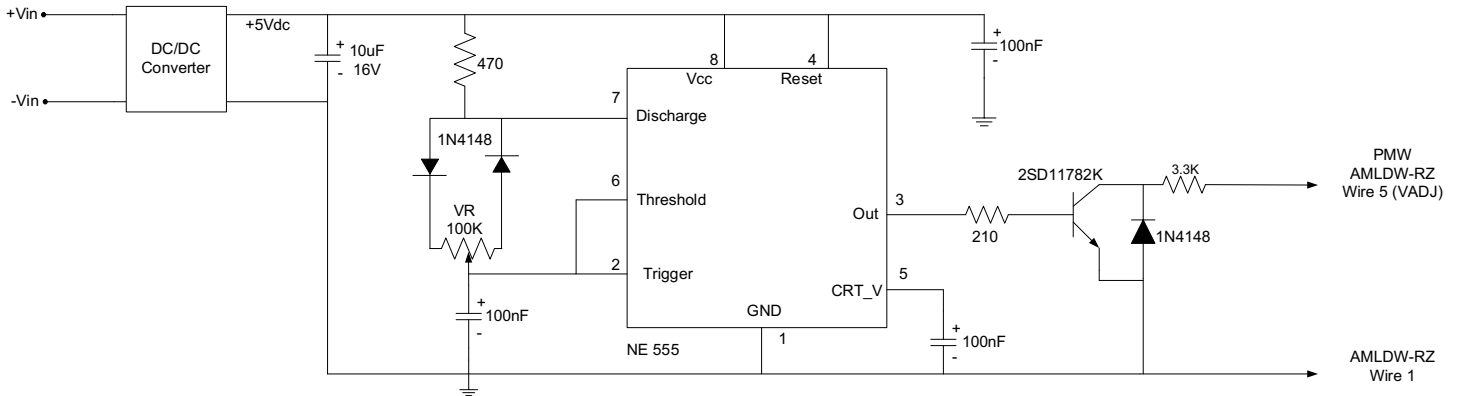 +Vin
+5Vdc
DC/DC
Converter
-Vin
+
10uF
-
16V
470
+
100nF
-
8
4
Vcc
Reset
7
Discharge
1N4148
6
Threshold
VR
100K
2
Trigger
+
100nF
-
GND
1
NE 555
3
Out
5
CRT_V
+
100nF
-
210
2SD11782K
3.3K
1N4148
PMW
AMLDW-RZ
Wire 5 (VADJ)
AMLDW-RZ
Wire 1